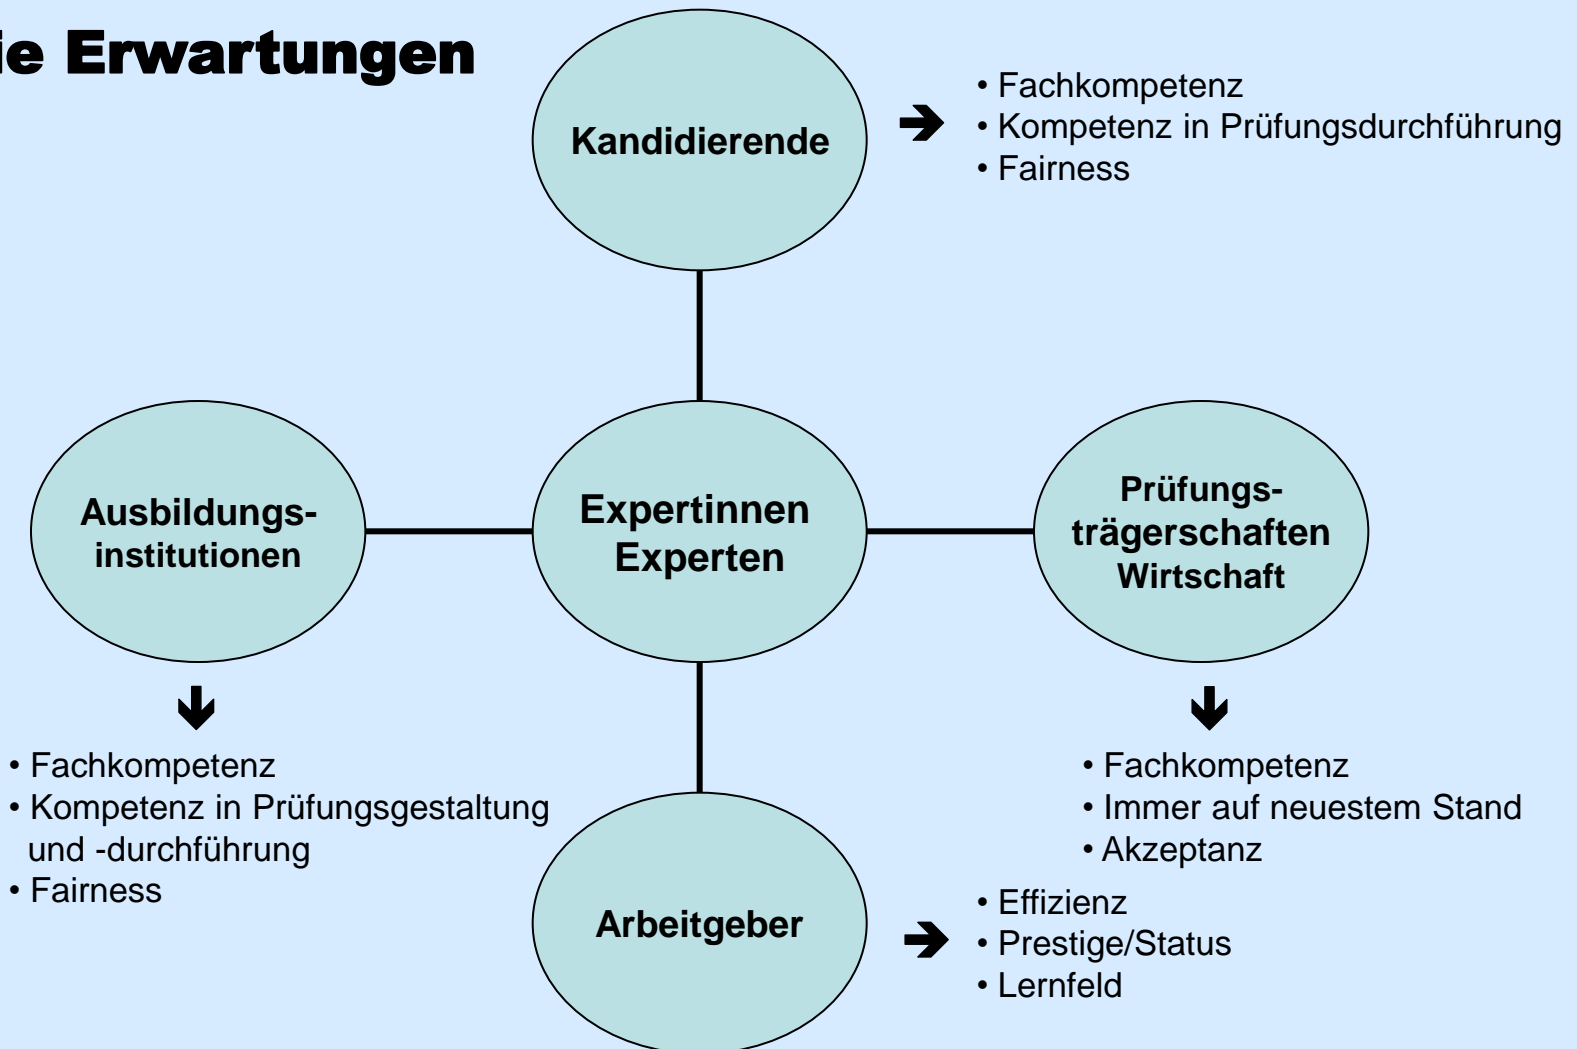 ie Erwartungen
Kandidierende
• Fachkompetenz
• Kompetenz in Prüfungsdurchführung
• Fairness
Ausbildungs-
institutionen
Expertinnen
Experten
Prüfungs-
trägerschaften
Wirtschaft
• Fachkompetenz
• Kompetenz in Prüfungsgestaltung
und -durchführung
• Fairness
• Fachkompetenz
• Immer auf neuestem Stand
• Akzeptanz
Arbeitgeber
• Effizienz
• Prestige/Status
• Lernfeld